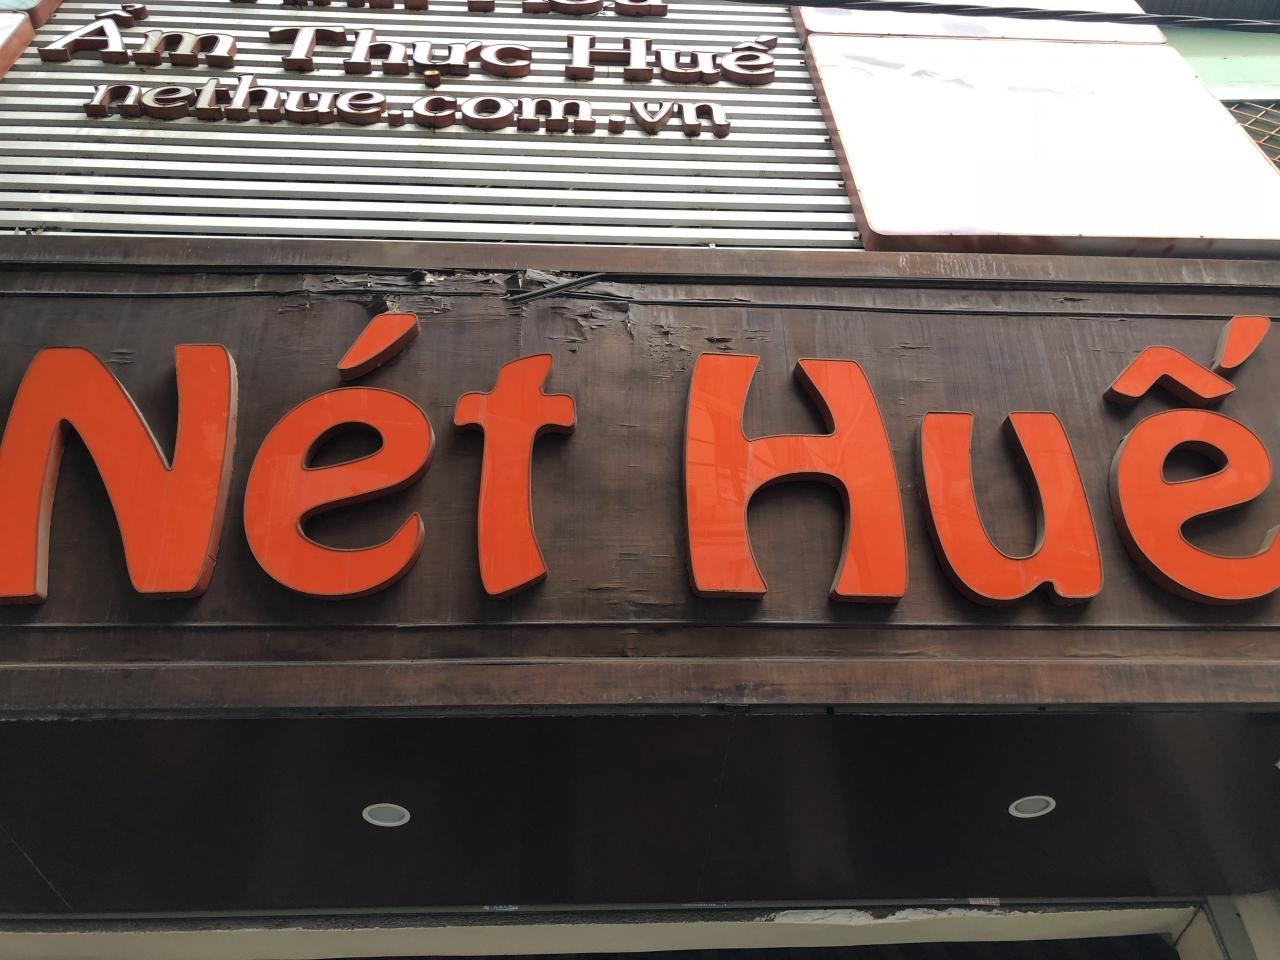 Ẩm Thực Huế
nethue.com.vn
Nét Huế